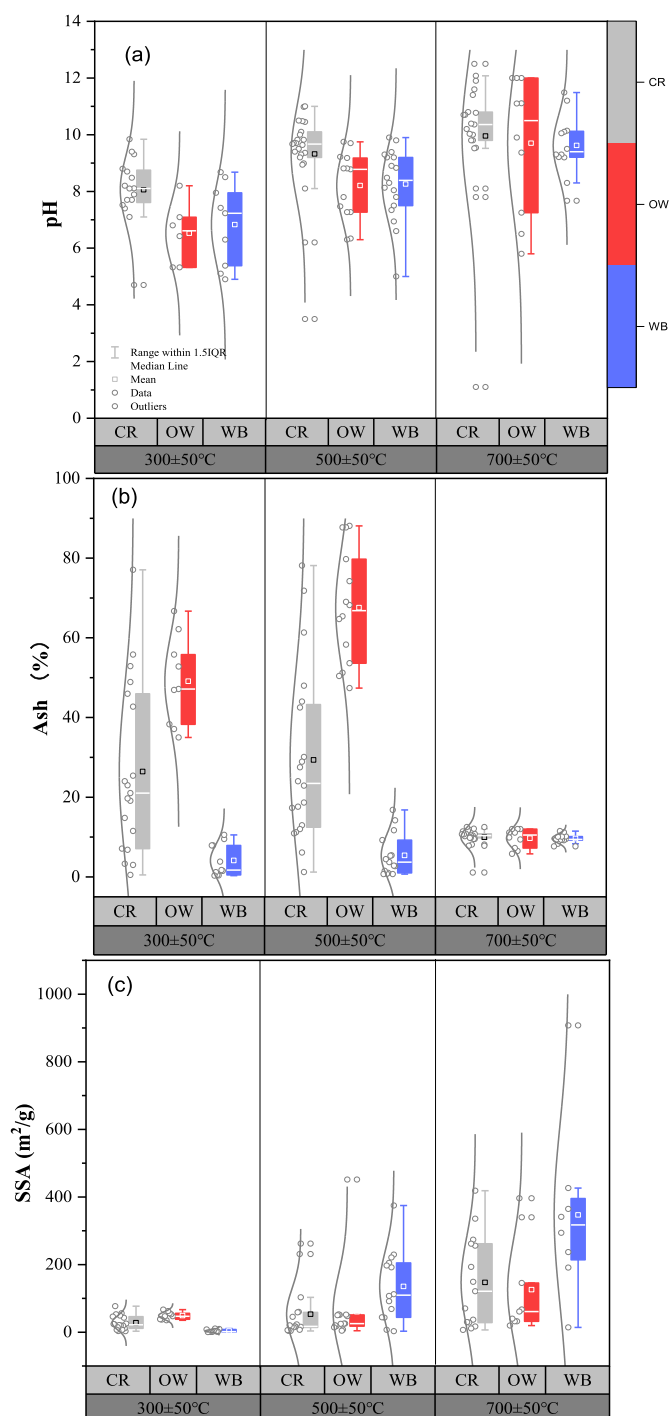 (a)
14
12
10
8
6
4
2
0
pH
Range within 1.5IQR
Median Line
Mean
Data
Outliers
CR
OW
WB
CR OW WB CR OW WB CR OW WB
300±50℃ 500±50℃ 700±50℃
(b)
100
80
60
40
20
0
Ash （%）
CR OW WB CR OW WB CR OW WB
300±50℃ 500±50℃ 700±50℃
(c)
1000
800
600
400
200
0
SSA (m²/g)
CR OW WB CR OW WB CR OW WB
300±50℃ 500±50℃ 700±50℃